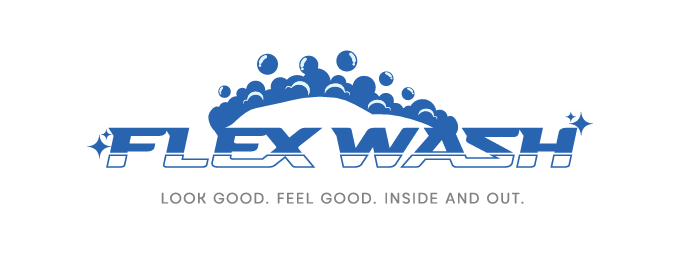 FLEX WASH
LOOK GOOD. FEEL GOOD. INSIDE AND OUT.